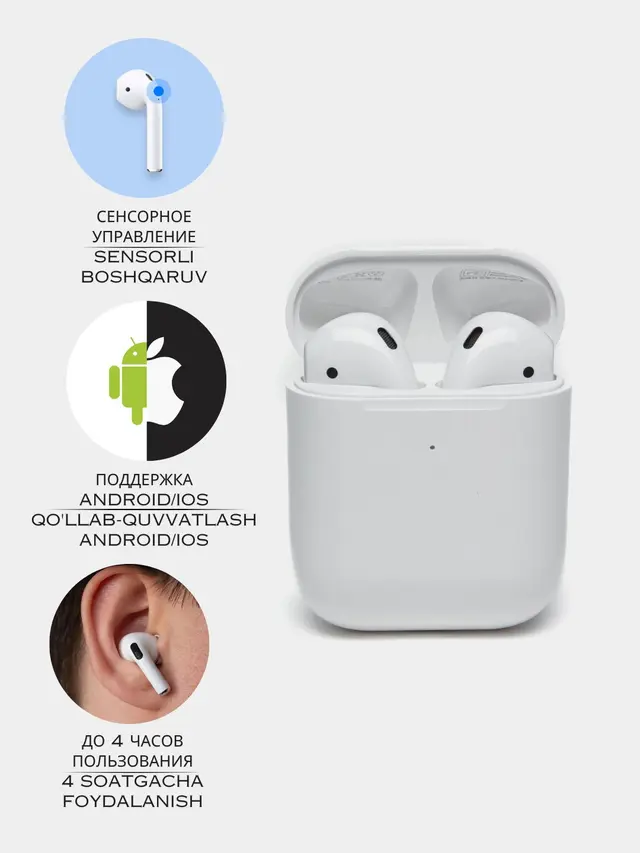 СЕНСОРНОЕ
УПРАВЛЕНИЕ
SENSORLI
BOSHQARUV
ПОДДЕРЖКА
ANDROID/IOS
QO'LLAB-QUVVATLASH
ANDROID/IOS
ДО 4 ЧАСОВ
ПОЛЬЗОВАНИЯ
4 SOATGACHA
FOYDALANISH